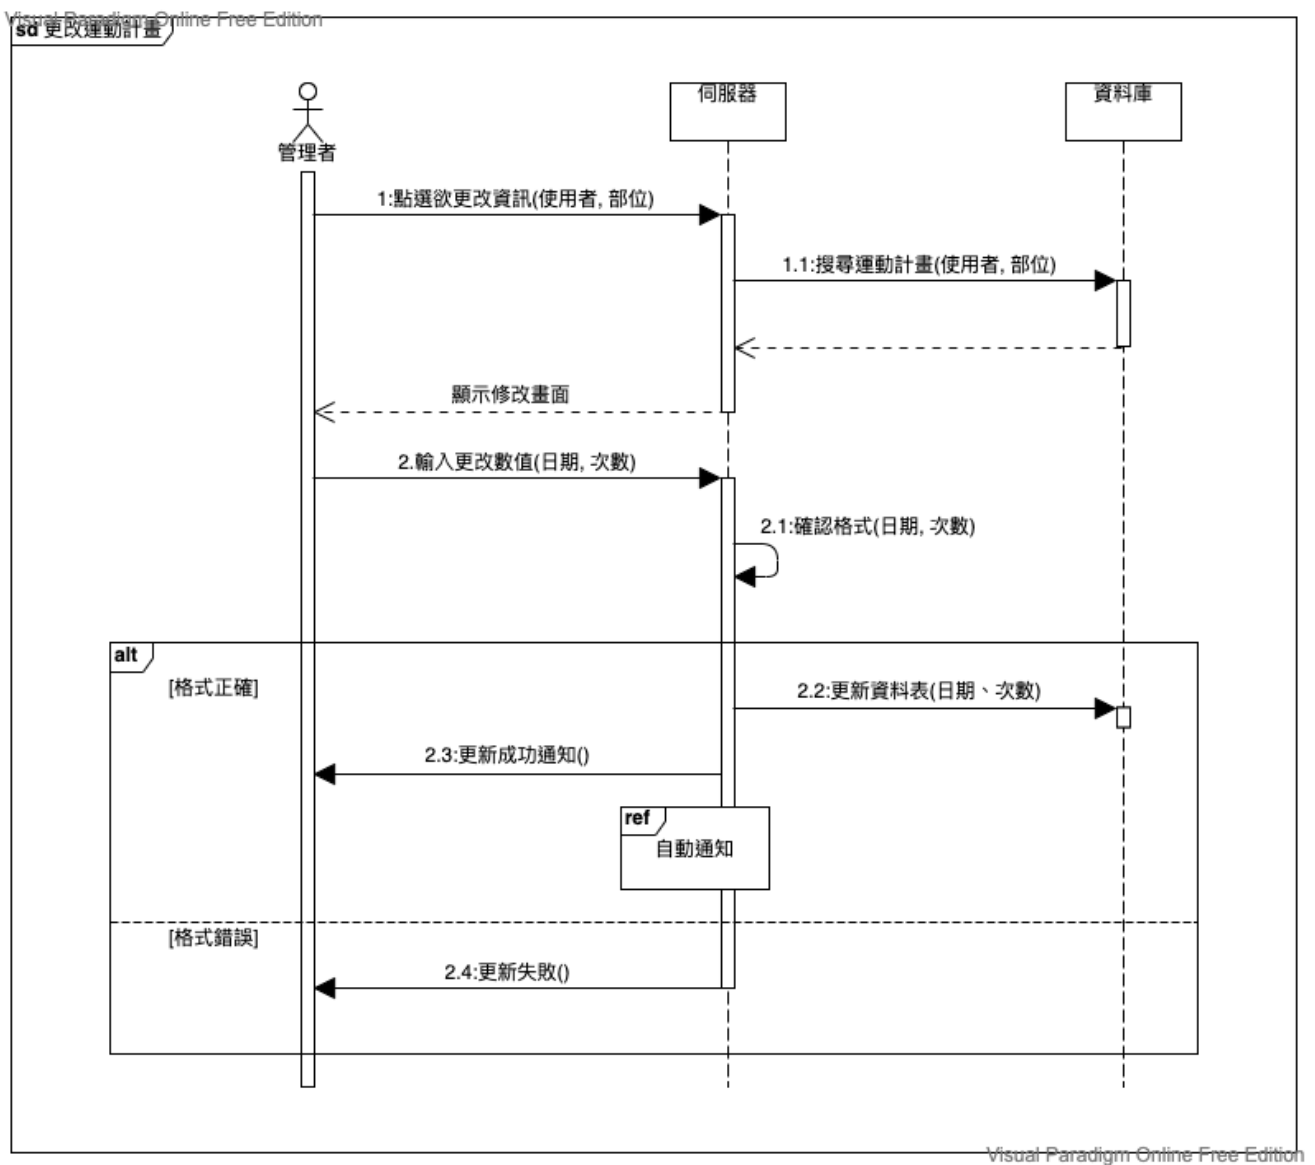 Visual Paradigm Online Free Edition
sd 更改運動計畫
伺服器
資料庫
管理者
1:點選欲更改資訊(使用者, 部位)
1.1:搜尋運動計畫(使用者, 部位)
顯示修改畫面
2.輸入更改數值(日期, 次數)
2.1:確認格式(日期, 次數)
alt
[格式正確]
2.2:更新資料表(日期、次數)
2.3:更新成功通知()
ref
自動通知
[格式錯誤]
2.4:更新失敗()
Visual Paradigm Online Free Edition